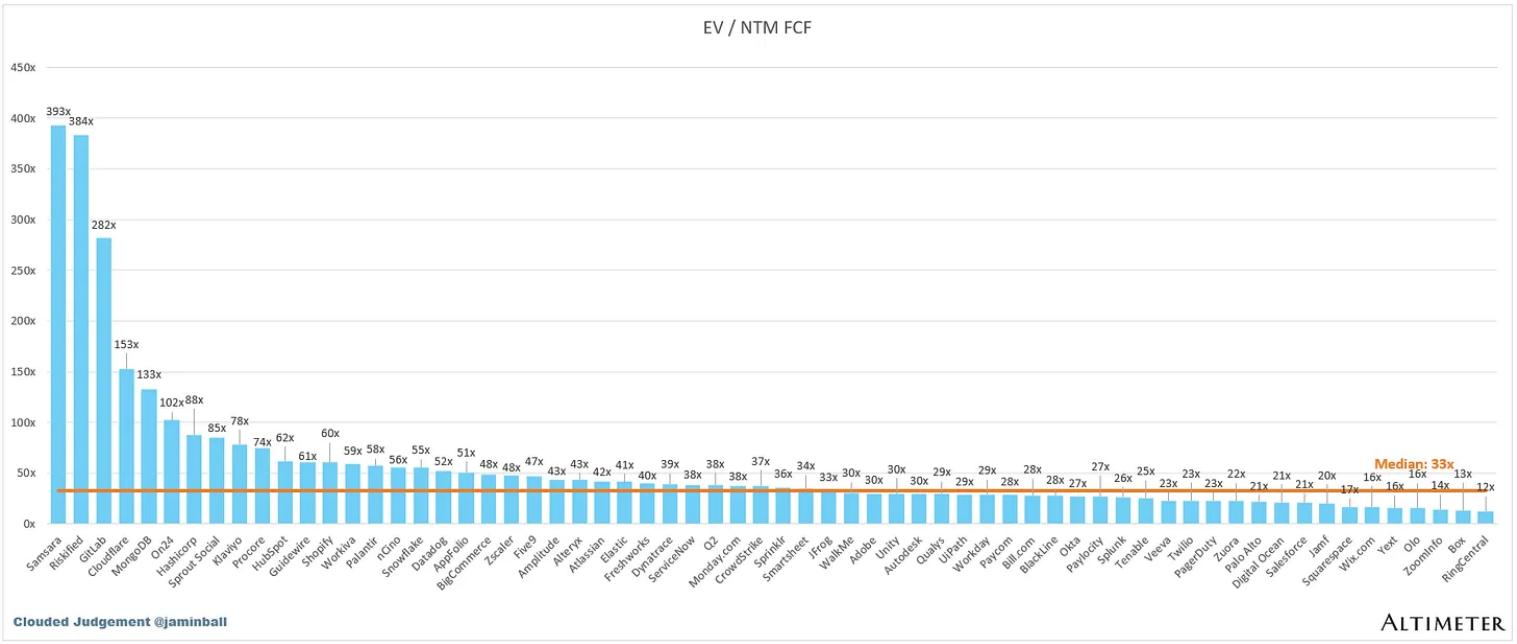 EV / NTM FCF
450x
400x
350x
300x
250x
200x
150x
100x
50x
0x
393x
384x
282x
153x
133x
102x
88x
85x
78x
74x
62x
61x
60x
59x
58x
56x
55x
52x
51x
48x
48x
47x
43x
43x
42x
41x
40x
39x
38x
38x
38x
37x
36x
34x
33x
30x
30x
30x
30x
29x
29x
29x
28x
28x
28x
27x
27x
26x
25x
23x
23x
23x
22x
21x
21x
21x
20x
17x
16x
16x
16x
14x
13x
12x
Median: 33x
Samsara
Riskified
GitLab
Cloudflare
MongoDB
On24
Hashicorp
Sprout Social
Klaviyo
Procore
HubSpot
Guidewire
Shopify
Workiva
Palantir
nCino
Snowflake
Datadog
AppFolio
BigCommerce
Zscaler
Five9
Amplitude
Alteryx
Atlassian
Elastic
Freshworks
Dynatrace
ServiceNow
Q2
Monday.com
CrowdStrike
Sprinklr
Smartsheet
JFrog
WalkMe
Adobe
Unity
Autodesk
Qualys
UiPath
Workday
Paycom
Bill.com
BlackLine
Okta
Paylocity
Splunk
Tenable
Veeva
Twilio
PagerDuty
Zuora
Palo Alto
Digital Ocean
Salesforce
Jamf
Squarespace
Wix.com
Yext
Olo
ZoomInfo
Box
RingCentral
Clouded Judgement @jaminball
ALTIMETER